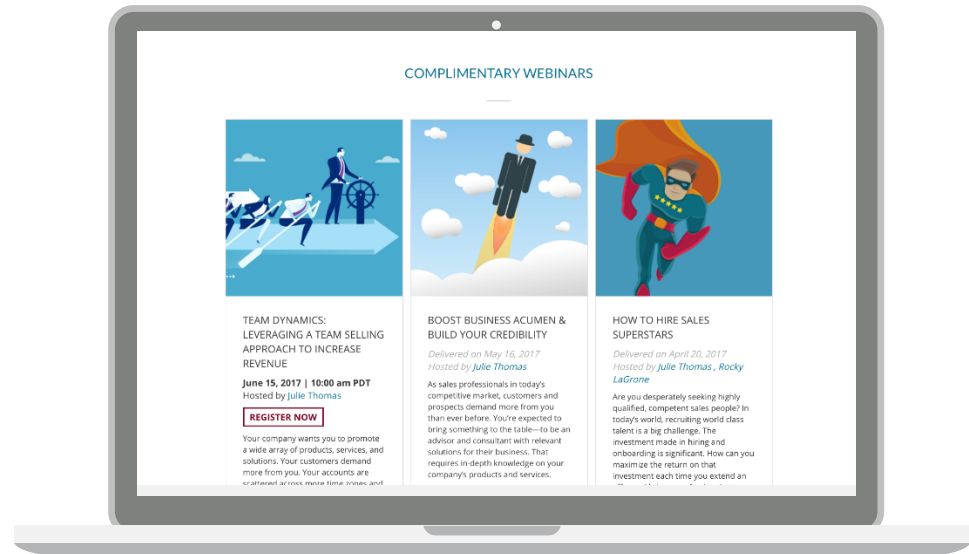 COMPLIMENTARY WEBINARS
TEAM DYNAMICS:
LEVERAGING A TEAM SELLING
APPROACH TO INCREASE
REVENUE
June 15, 2017 | 10:00 am PDT
Hosted by Julie Thomas
REGISTER NOW
Your company wants you to promote
a wide array of products, services, and
solutions. Your customers demand
more from you. Your accounts are
scattered across more time zones and
BOOST BUSINESS ACUMEN &
BUILD YOUR CREDIBILITY
Delivered on May 16, 2017
Hosted by Julie Thomas
As sales professionals in today's
competitive market, customers and
prospects demand more from you
than ever before. You're expected to
bring something to the table—to be an
advisor and consultant with relevant
solutions for their business. That
requires in-depth knowledge on your
company's products and services.
HOW TO HIRE SALES
SUPERSTARS
Delivered on April 20, 2017
Hosted by Julie Thomas , Rocky
LaGrone
Are you desperately seeking highly
qualified, competent sales people? In
today's world, recruiting world class
talent is a big challenge. The
investment made in hiring and
onboarding is significant. How can you
maximize the return on that
investment each time you extend an